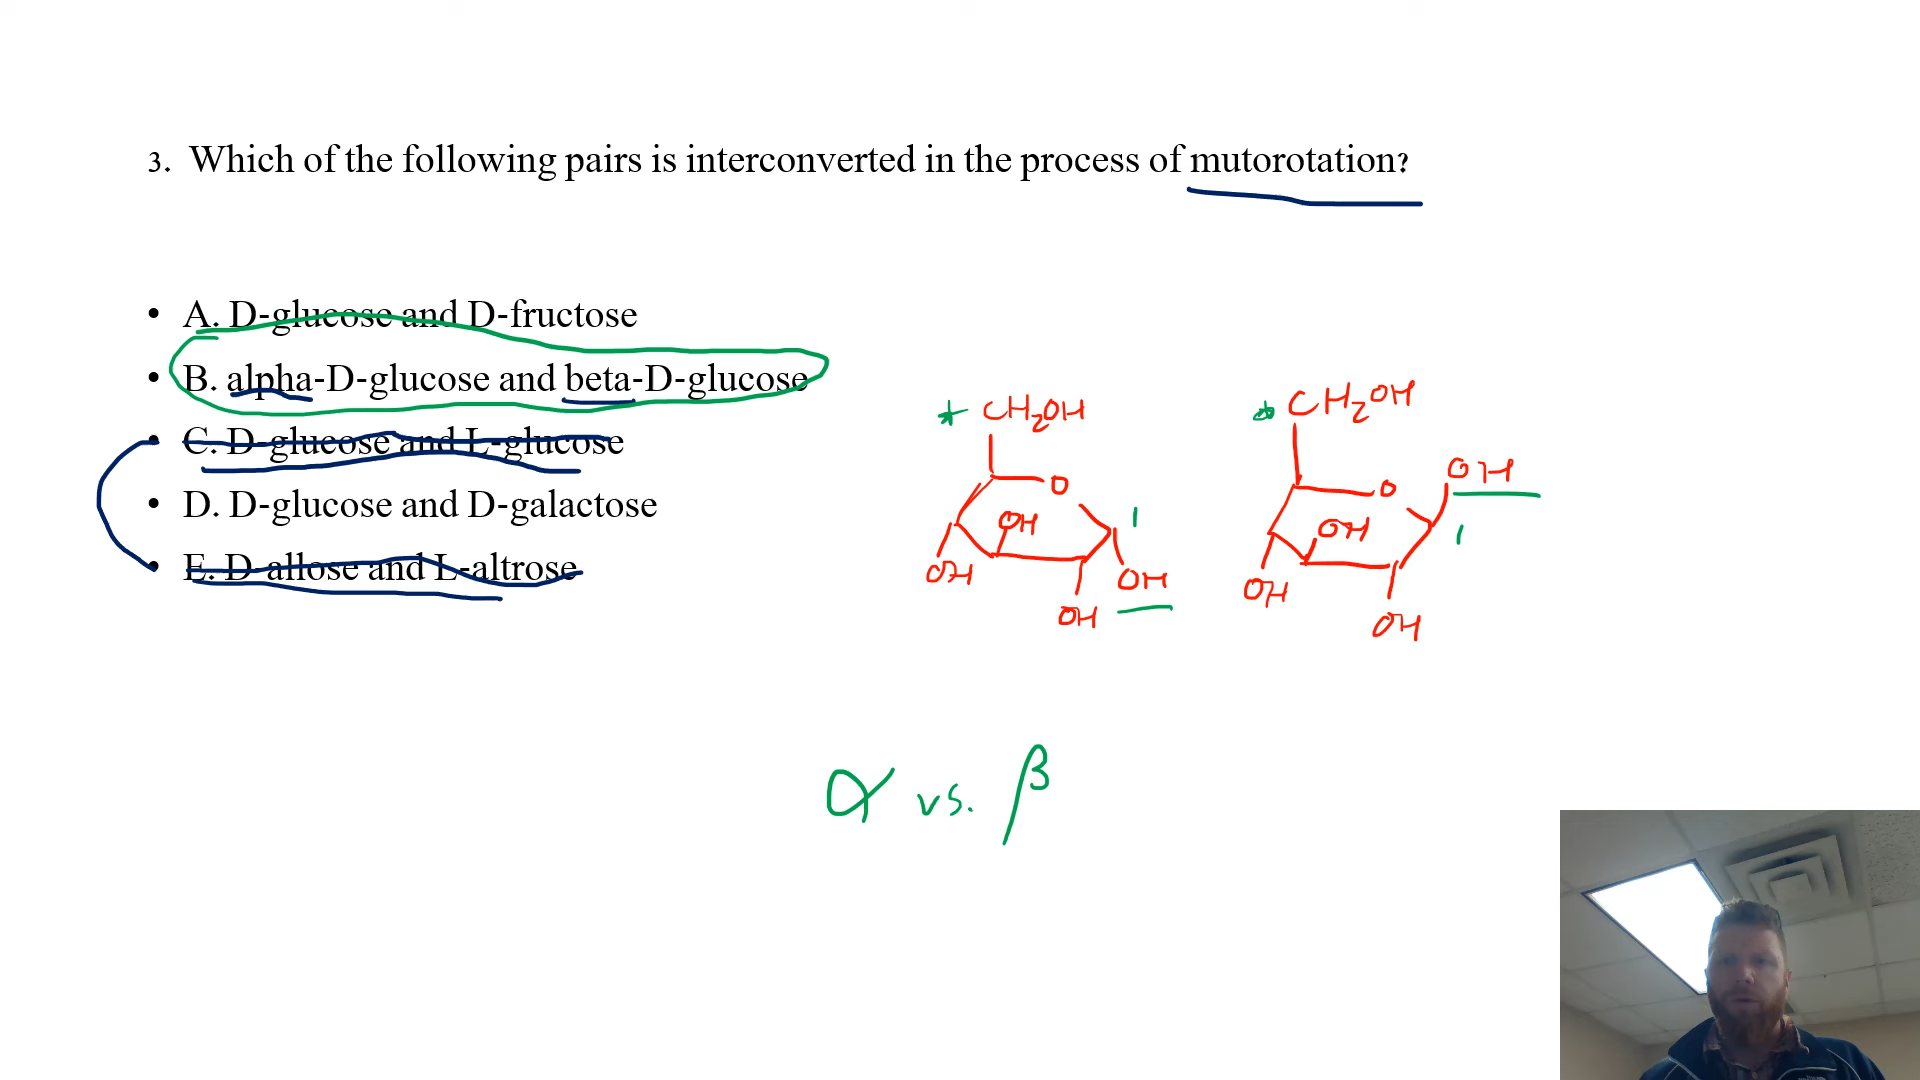 3. Which of the following pairs is interconverted in the process of mutorotation?
• A. D-glucose and D-fructose
• B. alpha-D-glucose and beta-D-glucose
• C. D-glucose and L-glucose
• D. D-glucose and D-galactose
• E. D-allose and L-altrose
* CH2OH
O
OH
1
OH
OH
OH
* CH2OH
OH
O
OH
1
OH
OH
α vs. β